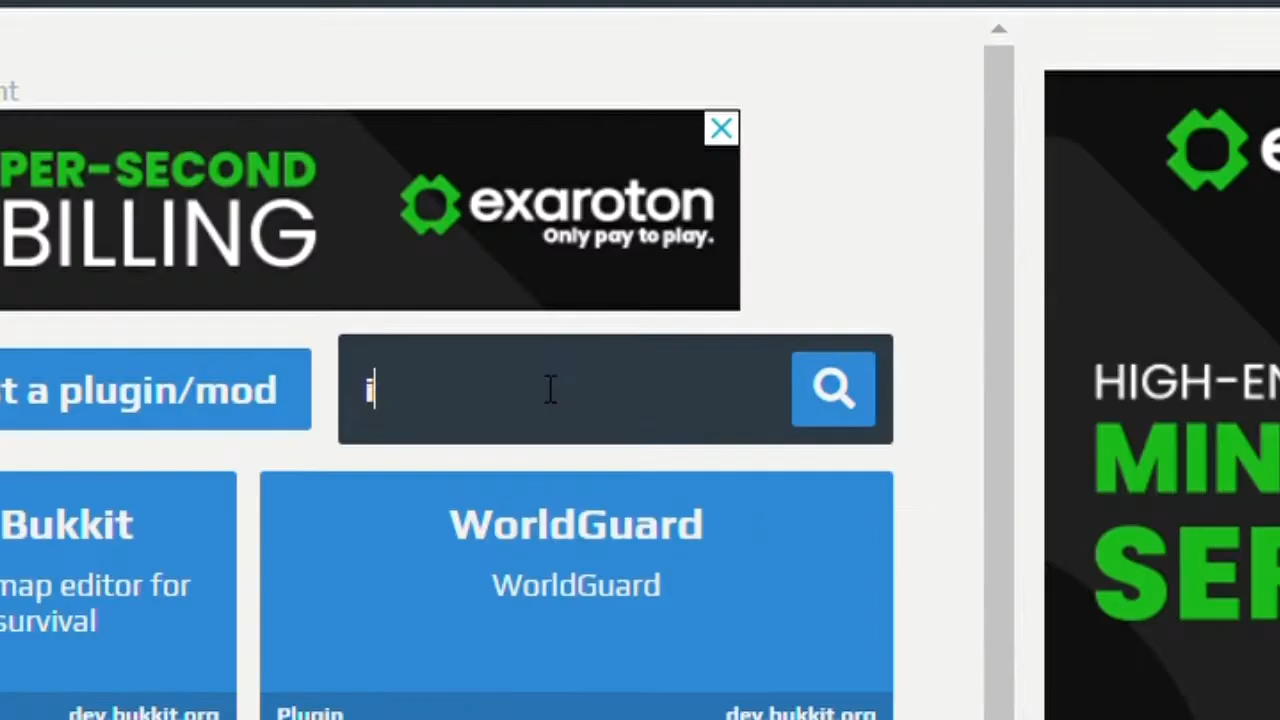 nt
PER-SECOND
BILLING
exaroton
Only pay to play.
t a plugin/mod
i
Bukkit
map editor for
survival
dev.bukkit.org
WorldGuard
WorldGuard
Plugin
dev.bukkit.org
e
HIGH-EN
MIN
SER